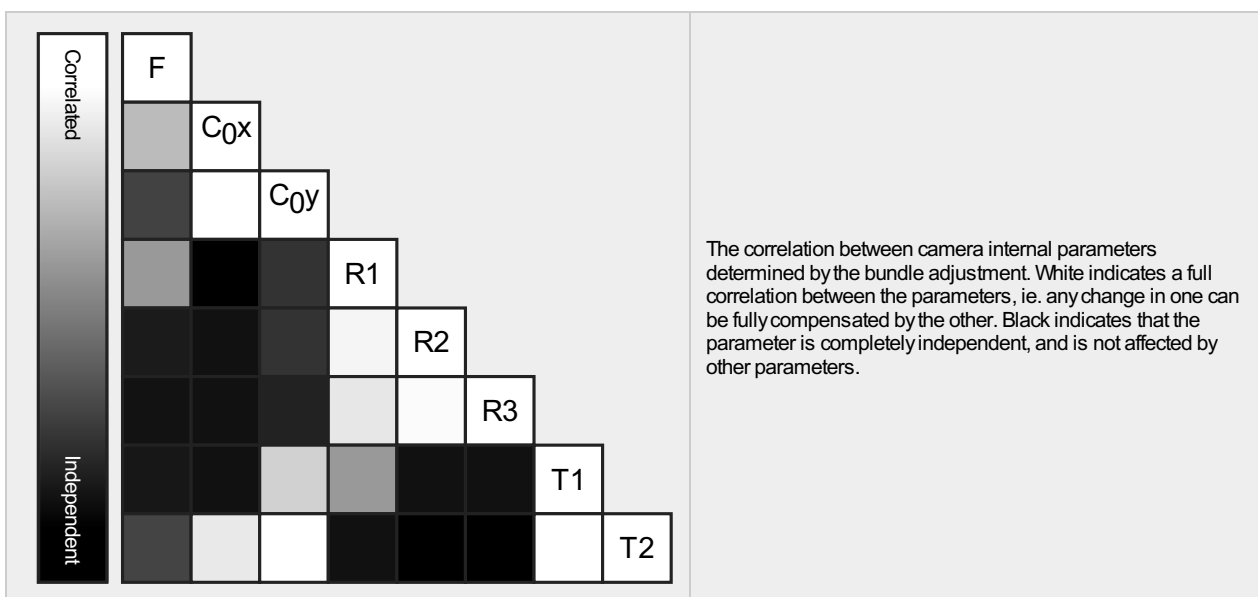 Correlated
Independent
F
C0x
C0y
R1
R2
R3
T1
T2
The correlation between camera internal parameters
determined by the bundle adjustment. White indicates a full
correlation between the parameters, ie. any change in one can
be fully compensated by the other. Black indicates that the
parameter is completely independent, and is not affected by
other parameters.